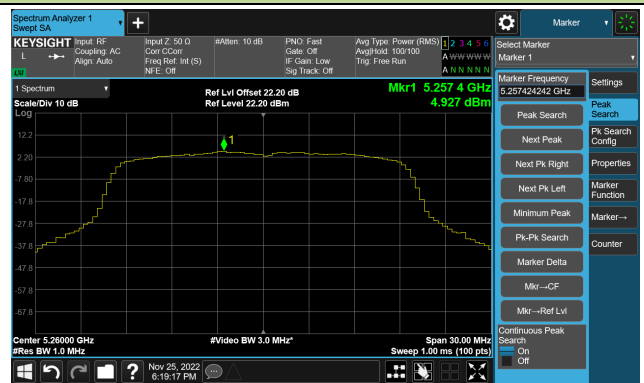 Spectrum Analyzer 1
Swept SA
Marker
KEYSIGHT
Input: RF
Coupling: AC
Align: Auto
Input Z: 50 Ω
Corr CCorr
Freq Ref: Int (S)
NFE: Off
#Atten: 10 dB
PNO: Fast
Gate: Off
IF Gain: Low
Sig Track: Off
Avg Type: Power (RMS)
Avg|Hold: 100/100
Trig: Free Run
1 2 3 4 5 6
A W W W W W
A N N N N N
L
LXI
Select Marker
Marker 1
1 Spectrum
Scale/Div 10 dB
Log
Ref Lvl Offset 22.20 dB
Ref Level 22.20 dBm
Mkr1 5.257 4 GHz
4.927 dBm
1
12.2
2.20
-7.80
-17.8
-27.8
-37.8
-47.8
-57.8
-67.8
Center 5.26000 GHz
#Res BW 1.0 MHz
#Video BW 3.0 MHz*
Span 30.00 MHz
Sweep 1.00 ms (100 pts)
Marker Frequency
5.257424242 GHz
Peak Search
Next Peak
Next Pk Right
Next Pk Left
Minimum Peak
Pk-Pk Search
Marker Delta
Mkr→CF
Mkr→Ref Lvl
Continuous Peak
Search
On
Off
Settings
Peak
Search
Pk Search
Config
Properties
Marker
Function
Marker→
Counter
?
Nov 25, 2022
6:19:17 PM